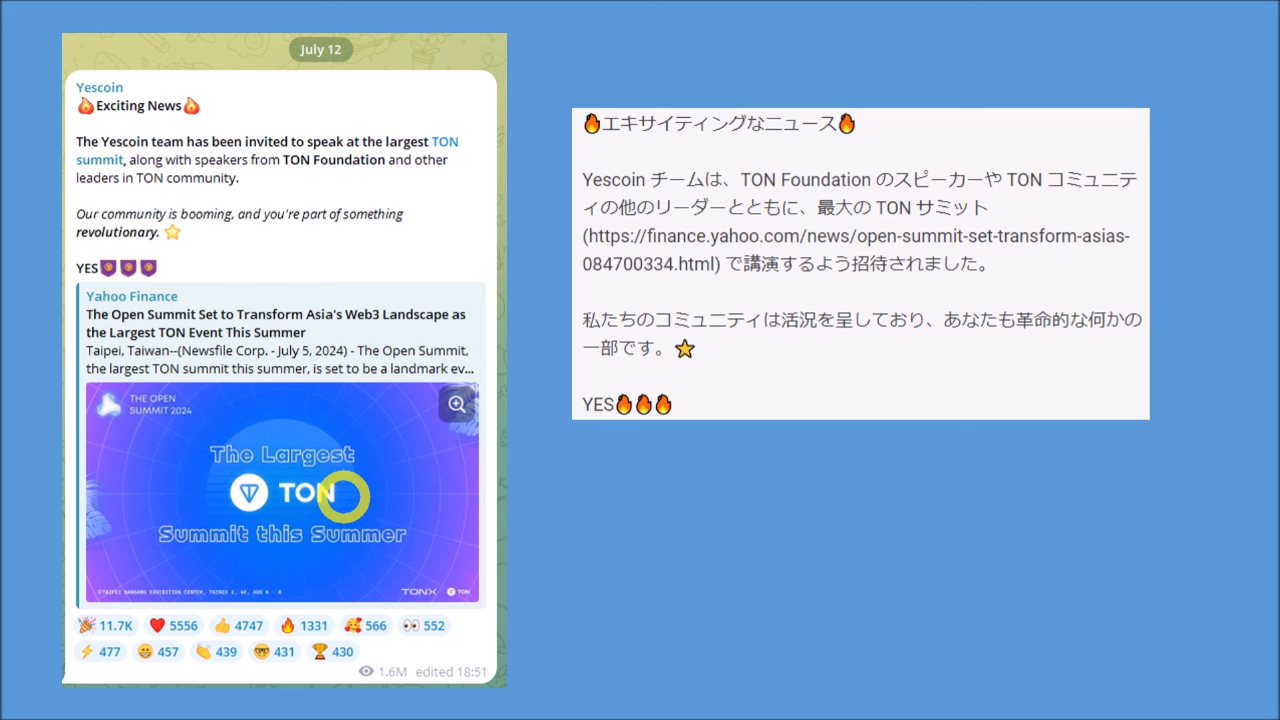 July 12
Yescoin
🔥Exciting News🔥
The Yescoin team has been invited to speak at the largest TON
summit, along with speakers from TON Foundation and other
leaders in TON community.
Our community is booming, and you're part of something
revolutionary. ⭐
YES
Yahoo Finance
The Open Summit Set to Transform Asia's Web3 Landscape as
the Largest TON Event This Summer
Taipei, Taiwan--(Newsfile Corp. - July 5, 2024) - The Open Summit,
the largest TON summit this summer, is set to be a landmark ev...
THE OPEN
SUMMIT 2024
The Largest
TON
Summit this Summer
TAIPEI NANGANG EXHIBITION CENTER, TAINEX 2, 4F, AUG 6 - 8
TONX TON
🎉 11.7K ❤️ 5556 👍 4747 🔥 1331 🥰 566 👀 552
⚡ 477 😁 457 👏 439 🤓 431 🏆 430
1.6M edited 18:51
🔥エキサイティングなニュース🔥
Yescoin チームは、TON Foundation のスピーカーや TON コミュニテ
ィの他のリーダーとともに、最大の TON サミット
(https://finance.yahoo.com/news/open-summit-set-transform-asias-
084700334.html) で講演するよう招待されました。
私たちのコミュニティは活況を呈しており、あなたも革命的な何かの
一部です。⭐
YES🔥🔥🔥